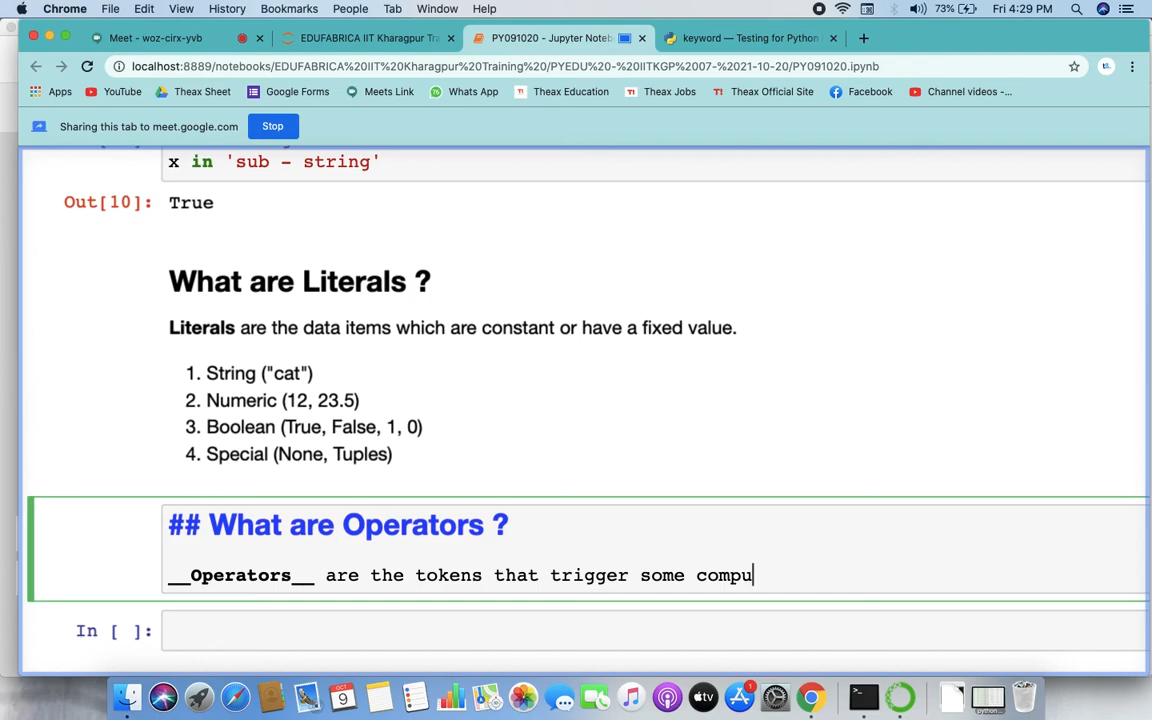 Chrome File Edit View History Bookmarks People Tab Window Help 73% Fri 4:29 PM
Meet - woz-cirx-yvb EDUFABRICA IIT Kharagpur Tra PY091020 - Jupyter Noteb keyword — Testing for Python
localhost:8889/notebooks/EDUFABRICA%20IIT%20Kharagpur%20Training%20/PYEDU%20-%20IITKGP%2007-%2021-10-20/PY091020.ipynb
Apps YouTube Theax Sheet Google Forms Meets Link Whats App Theax Education Theax Jobs Theax Official Site Facebook Channel videos -...
Sharing this tab to meet.google.com Stop
x in 'sub - string'
Out[10]: True
What are Literals ?
Literals are the data items which are constant or have a fixed value.
1. String ("cat")
2. Numeric (12, 23.5)
3. Boolean (True, False, 1, 0)
4. Special (None, Tuples)
## What are Operators ?
__Operators__ are the tokens that trigger some compu
In [ ]: